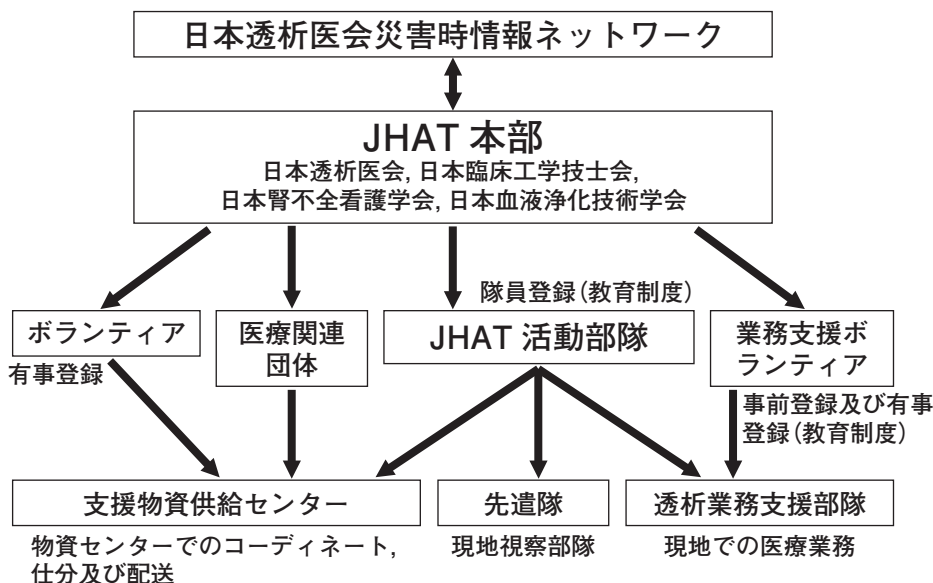 日本透析医会災害時情報ネットワーク
JHAT 本部
日本透析医会, 日本臨床工学技士会,
日本腎不全看護学会, 日本血液浄化技術学会
隊員登録(教育制度)
ボランティア
医療関連
団体
JHAT 活動部隊
業務支援ボ
ランティア
有事登録
事前登録及び有事
登録(教育制度)
支援物資供給センター
先遣隊
透析業務支援部隊
物資センターでのコーディネート,
仕分及び配送
現地視察部隊
現地での医療業務